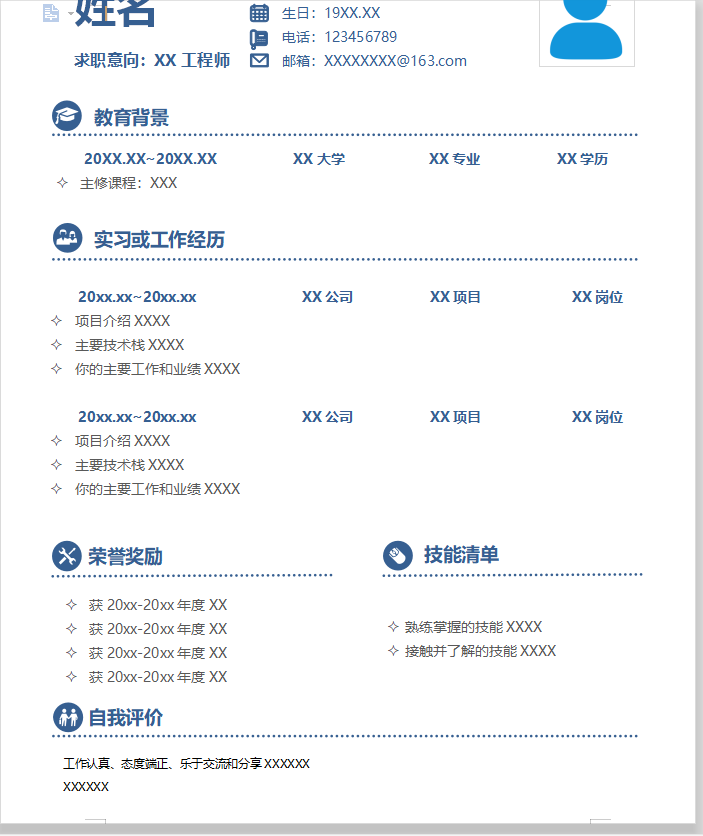 姓名
生日：19XX.XX
电话：123456789
求职意向：XX 工程师
邮箱：XXXXXXXX@163.com
教育背景
20XX.XX~20XX.XX XX 大学 XX 专业 XX 学历
✧ 主修课程：XXX
实习或工作经历
20xx.xx~20xx.xx XX 公司 XX 项目 XX 岗位
✧ 项目介绍 XXXX
✧ 主要技术栈 XXXX
✧ 你的主要工作和业绩 XXXX
20xx.xx~20xx.xx XX 公司 XX 项目 XX 岗位
✧ 项目介绍 XXXX
✧ 主要技术栈 XXXX
✧ 你的主要工作和业绩 XXXX
荣誉奖励
✧ 获 20xx-20xx 年度 XX
✧ 获 20xx-20xx 年度 XX
✧ 获 20xx-20xx 年度 XX
✧ 获 20xx-20xx 年度 XX
技能清单
✧ 熟练掌握的技能 XXXX
✧ 接触并了解的技能 XXXX
自我评价
工作认真、态度端正、乐于交流和分享 XXXXXX
XXXXXX